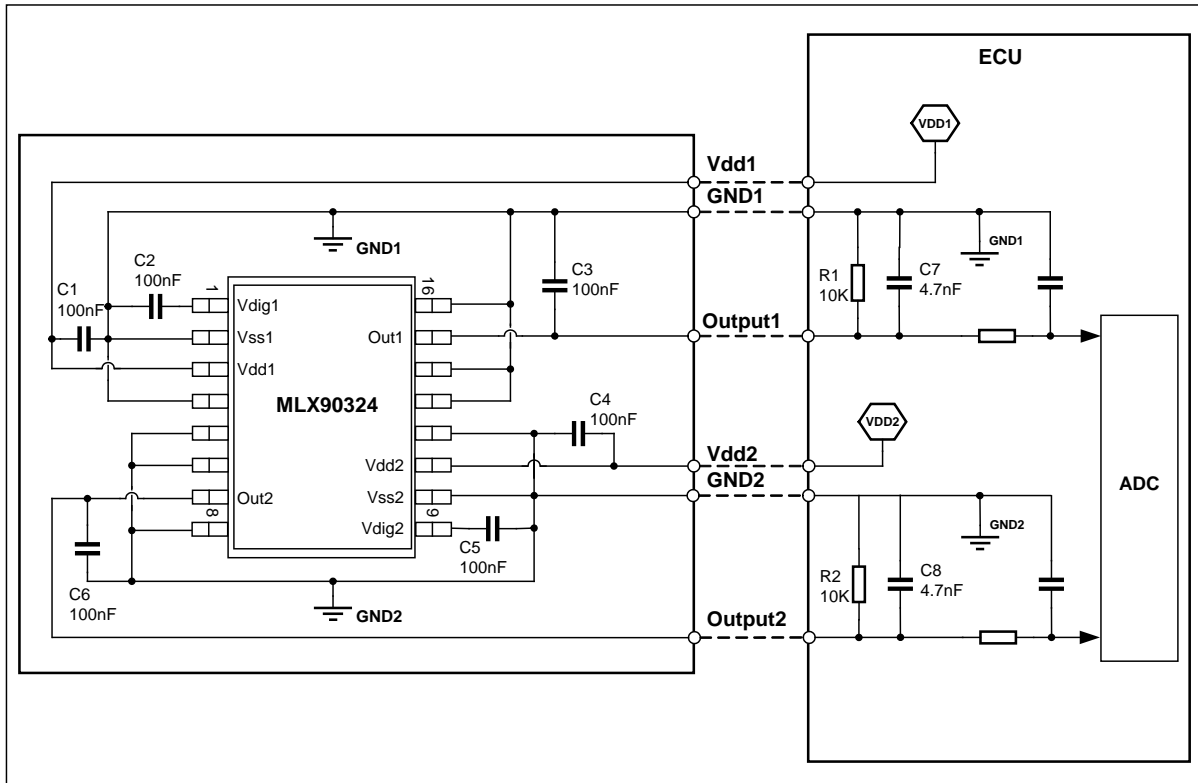 ECU
VDD1
Vdd1
GND1
GND1
GND1
C2
100nF
C1
100nF
C3
100nF
R1
10K
C7
4.7nF
1
16
Vdig1
Vss1
Out1
Output1
Vdd1
MLX90324
C4
100nF
VDD2
Vdd2
Vdd2
GND2
Out2
Vss2
ADC
8
9
Vdig2
C5
100nF
GND2
C6
100nF
GND2
R2
10K
C8
4.7nF
Output2